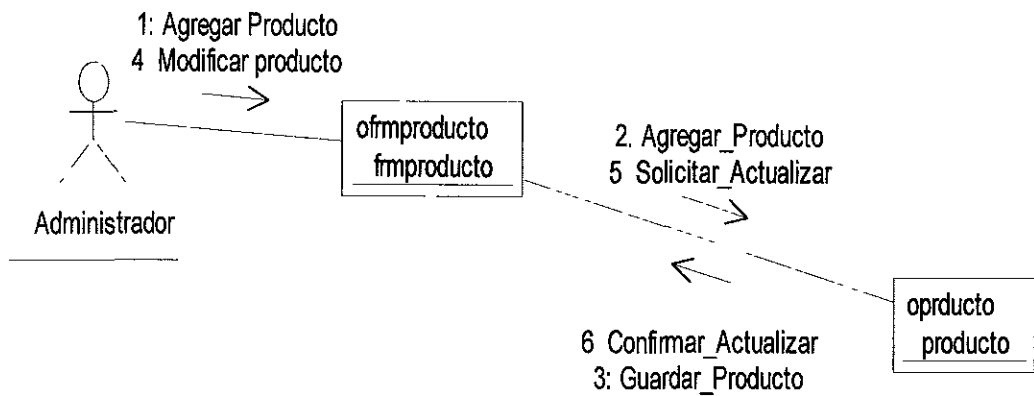 1: Agregar Producto
4 Modificar producto
ofrmproducto
frmproducto
2. Agregar_Producto
5 Solicitar_Actualizar
Administrador
oprducto
producto
6 Confirmar_Actualizar
3: Guardar_Producto